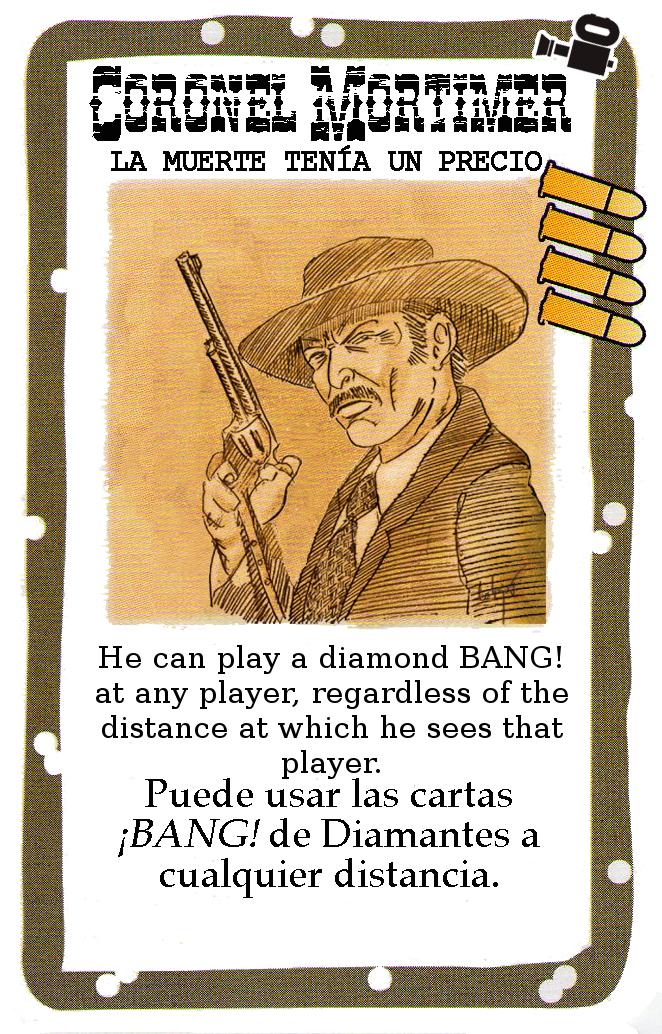 CORONEL MORTIMER
LA MUERTE TENÍA UN PRECIO
He can play a diamond BANG!
at any player, regardless of the
distance at which he sees that
player.
Puede usar las cartas
¡BANG! de Diamantes a
cualquier distancia.